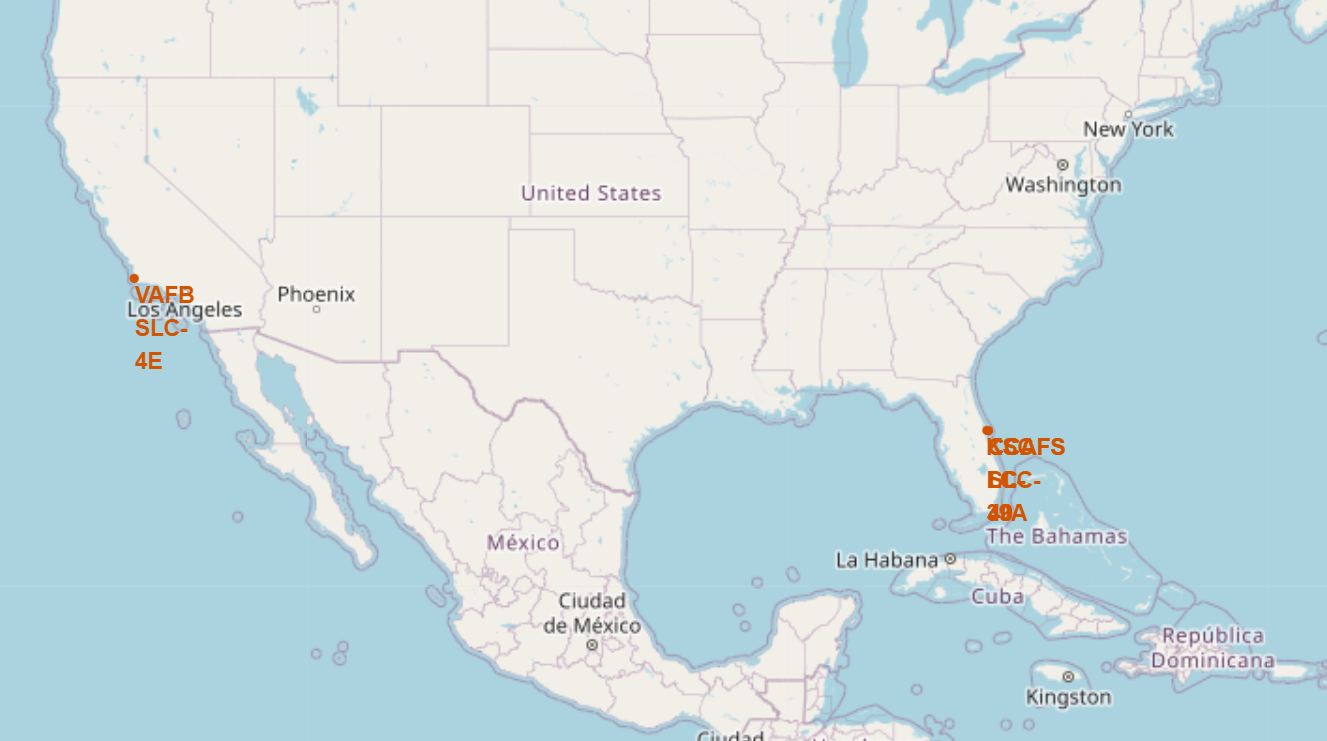 New York
Washington
United States
Phoenix
VAFB
Los Angeles
SLC-
4E
The Bahamas
México
La Habana
Cuba
Ciudad
de México
República
Dominicana
Kingston
Ciudad